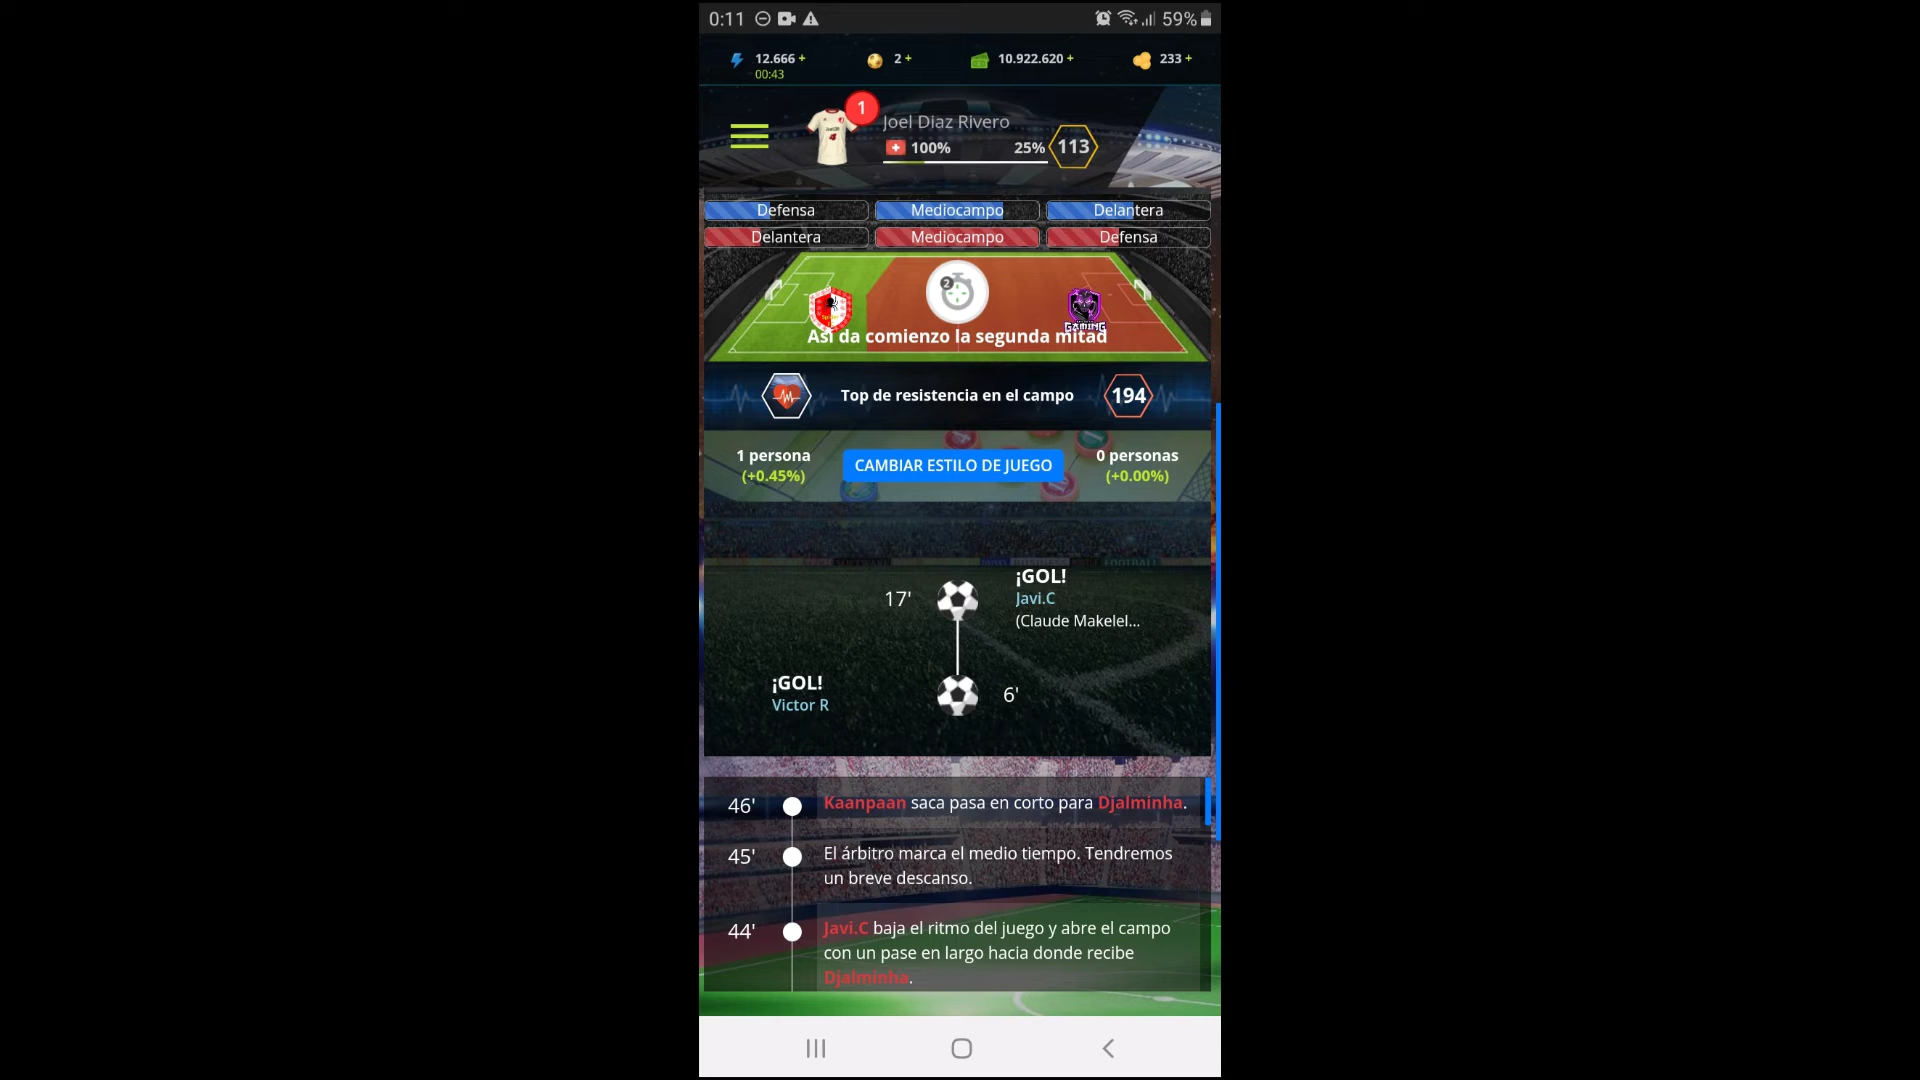 0:11 59%
12.666 + 2 + 10.922.620 + 233 +
00:43
1
Joel Diaz Rivero
100% 25% 113
Defensa Mediocampo Delantera
Delantera Mediocampo Defensa
2
GAMING
Así da comienzo la segunda mitad
Top de resistencia en el campo 194
1 persona CAMBIAR ESTILO DE JUEGO 0 personas
(+0.45%) (+0.00%)
¡GOL!
17' Javi.C
(Claude Makelel...
¡GOL!
Victor R 6'
46' Kaanpaan saca pasa en corto para Djalminha.
45' El árbitro marca el medio tiempo. Tendremos
un breve descanso.
44' Javi.C baja el ritmo del juego y abre el campo
con un pase en largo hacia donde recibe
Djalminha.